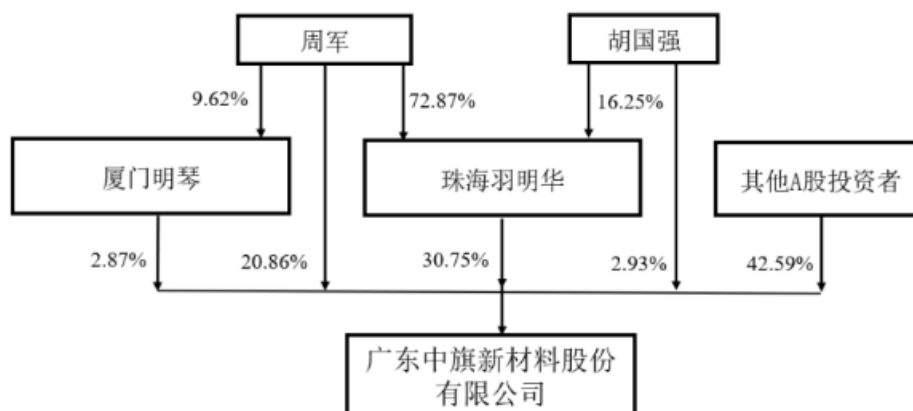 周军
胡国强
9.62%
72.87%
16.25%
厦门明琴
珠海羽明华
其他A股投资者
2.87%
20.86%
30.75%
2.93%
42.59%
广东中旗新材料股份
有限公司